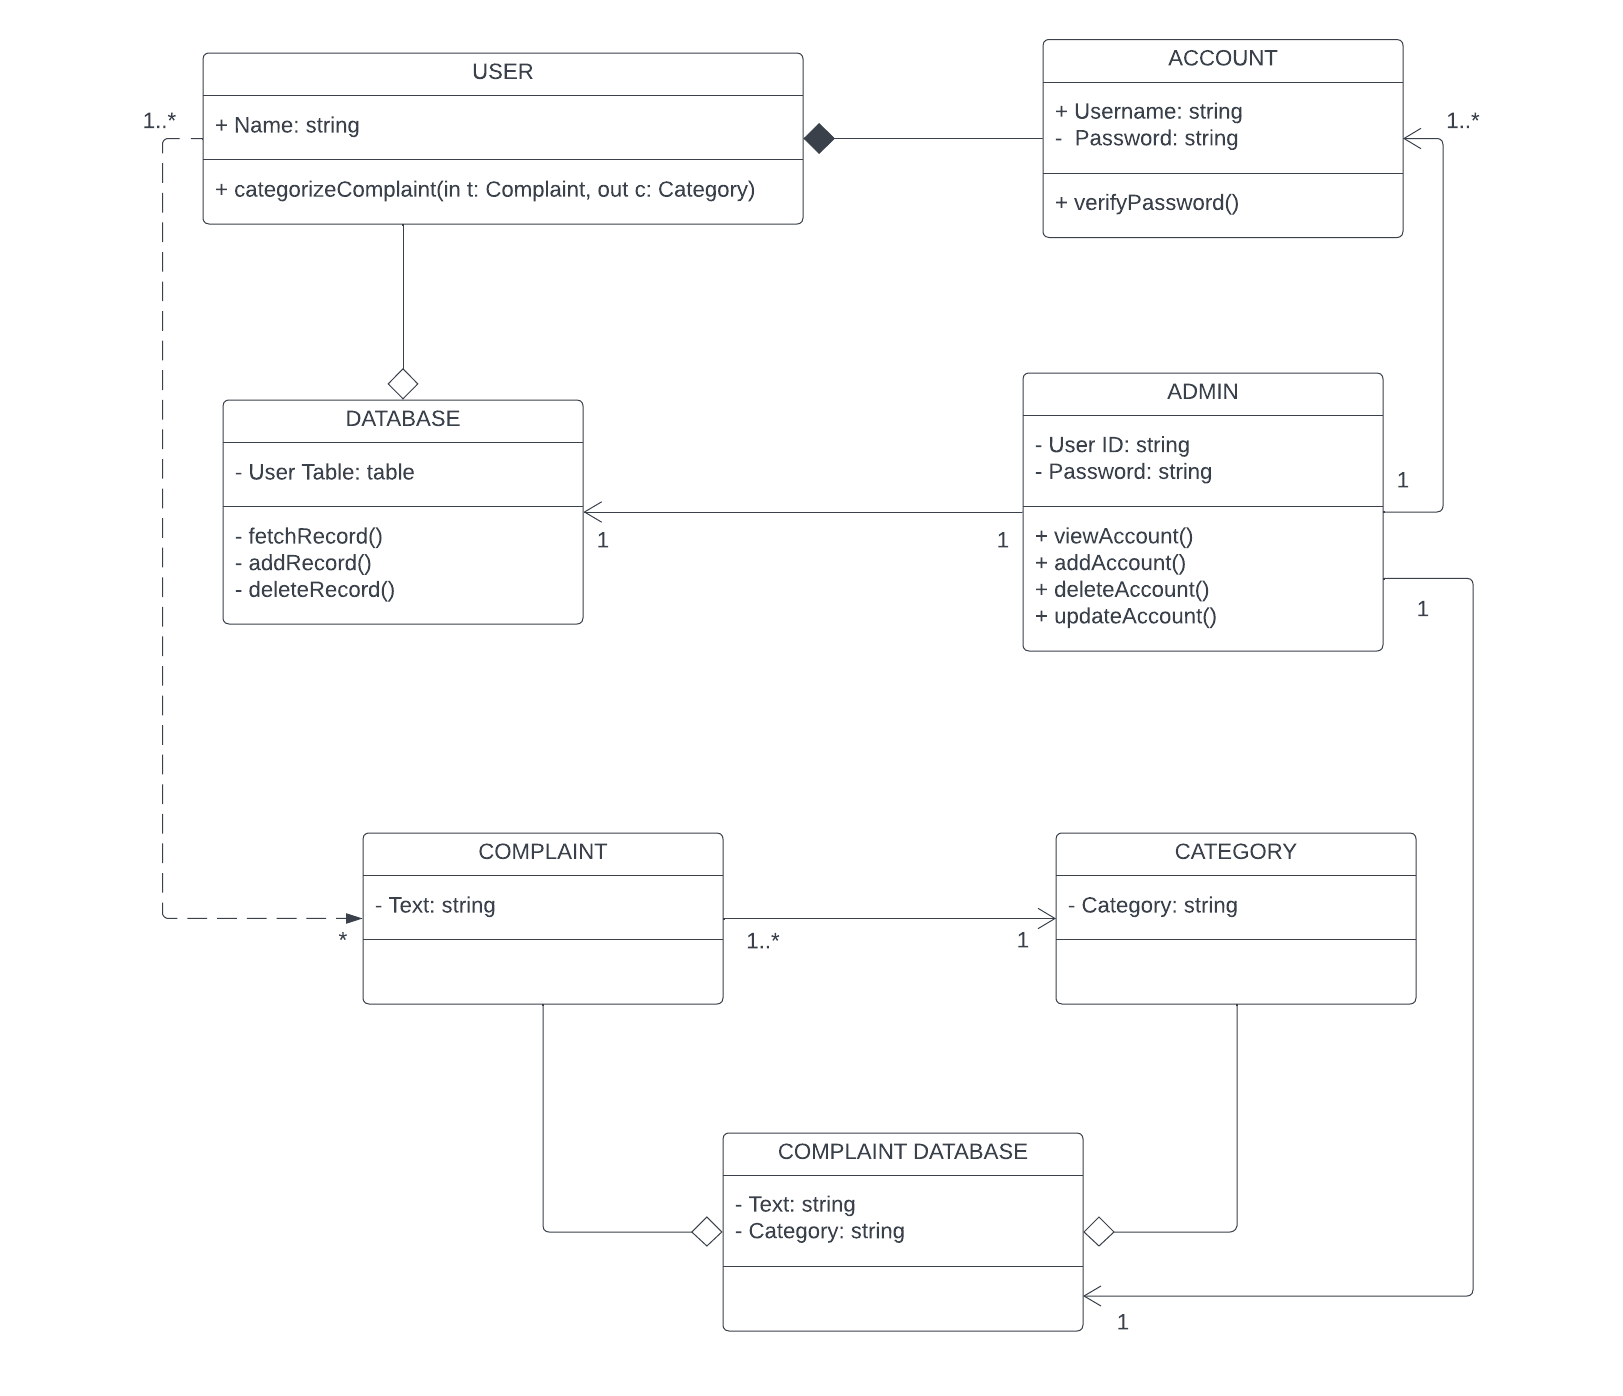 USER
+ Name: string
+ categorizeComplaint(in t: Complaint, out c: Category)
1..*
ACCOUNT
+ Username: string
-  Password: string
+ verifyPassword()
1..*
DATABASE
- User Table: table
- fetchRecord()
- addRecord()
- deleteRecord()
1
1
ADMIN
- User ID: string
- Password: string
+ viewAccount()
+ addAccount()
+ deleteAccount()
+ updateAccount()
1
1
COMPLAINT
- Text: string
*
1..*
1
CATEGORY
- Category: string
COMPLAINT DATABASE
- Text: string
- Category: string
1